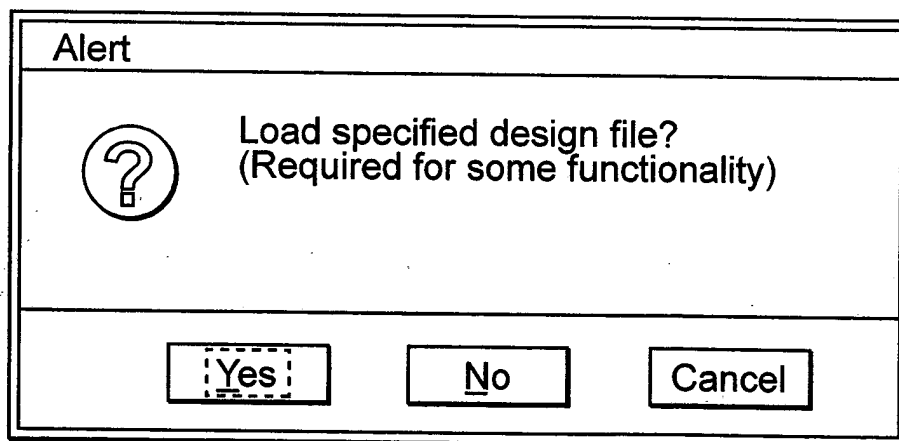 Alert
?
Load specified design file?
(Required for some functionality)
Yes
No
Cancel